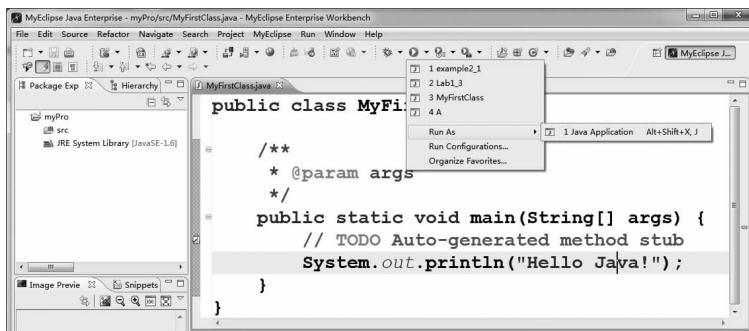 MyEclipse Java Enterprise - myPro/src/MyFirstClass.java - MyEclipse Enterprise Workbench
File Edit Source Refactor Navigate Search Project MyEclipse Run Window Help
MyEclipse J...
Package Exp
Hierarchy
MyFirstClass.java
myPro
src
JRE System Library [JavaSE-1.6]
1 example2_1
2 Lab1_3
3 MyFirstClass
4 A
Run As
1 Java Application Alt+Shift+X, J
Run Configurations...
Organize Favorites...
public class MyFi
/**
* @param args
*/
public static void main(String[] args) {
// TODO Auto-generated method stub
System.out.println("Hello Java!");
}
}
Image Previe
Snippets